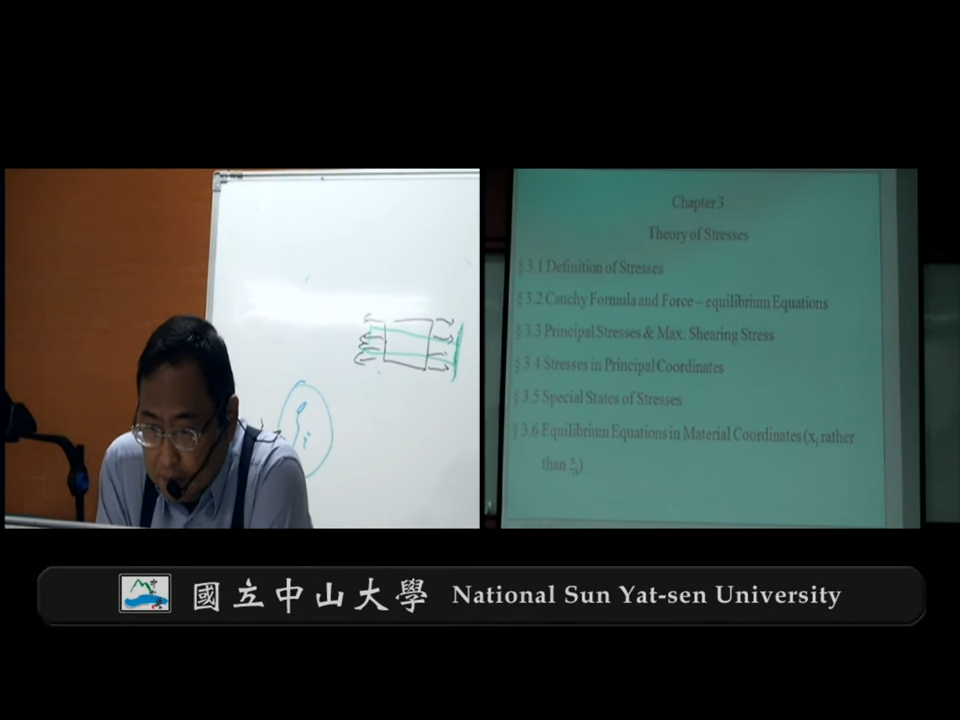 Chapter 3
Theory of Stresses
§ 3.1 Definition of Stresses
§ 3.2 Cauchy Formula and Force – equilibrium Equations
§ 3.3 Principal Stresses & Max. Shearing Stress
§ 3.4 Stresses in Principal Coordinates
§ 3.5 Special States of Stresses
§ 3.6 Equilibrium Equations in Material Coordinates (xᵢ rather
than
國立中山大學 National Sun Yat-sen University